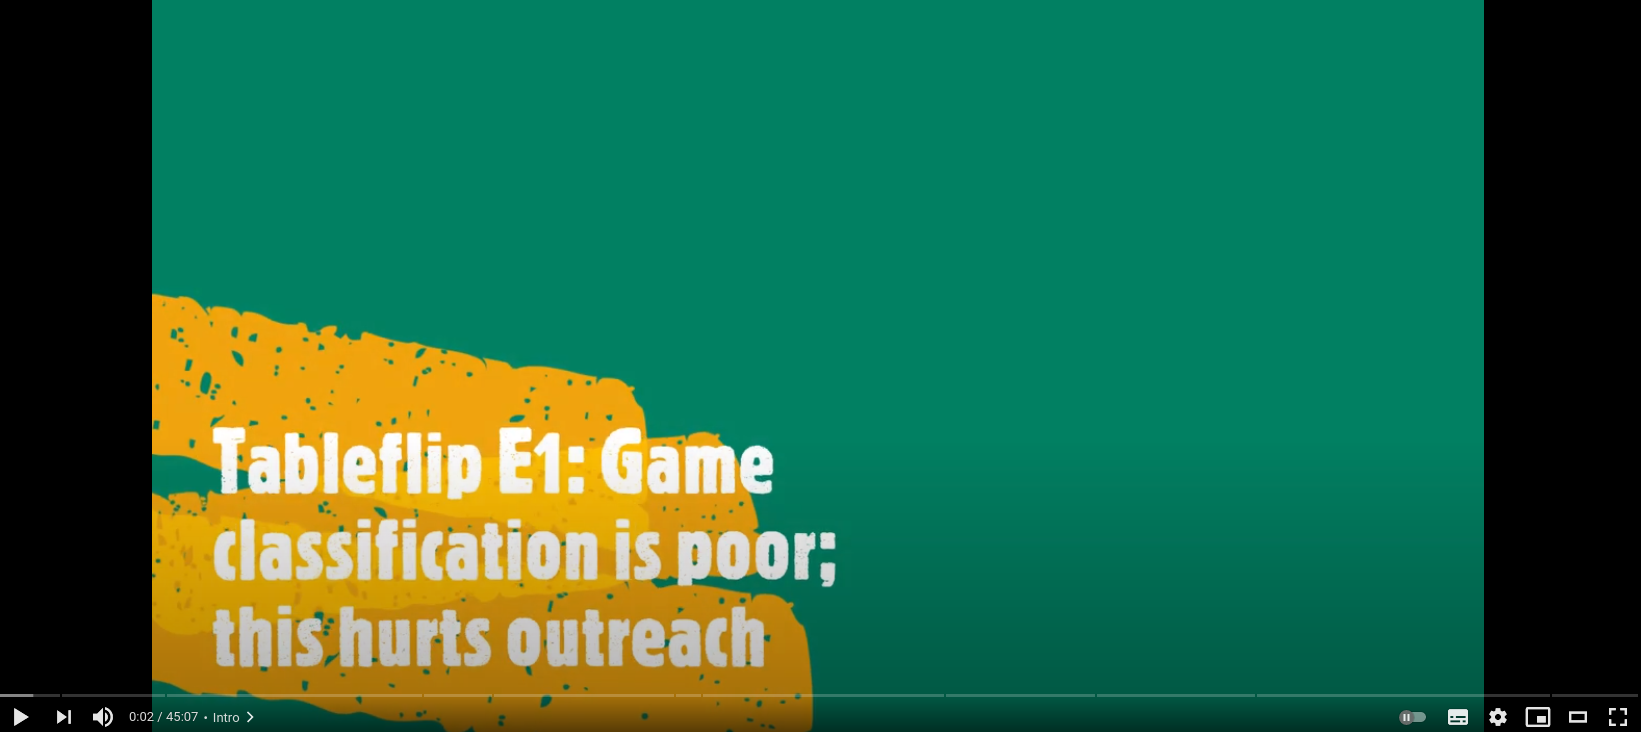 Tableflip E1: Game
classification is poor;
this hurts outreach
0:02 / 45:07 • Intro